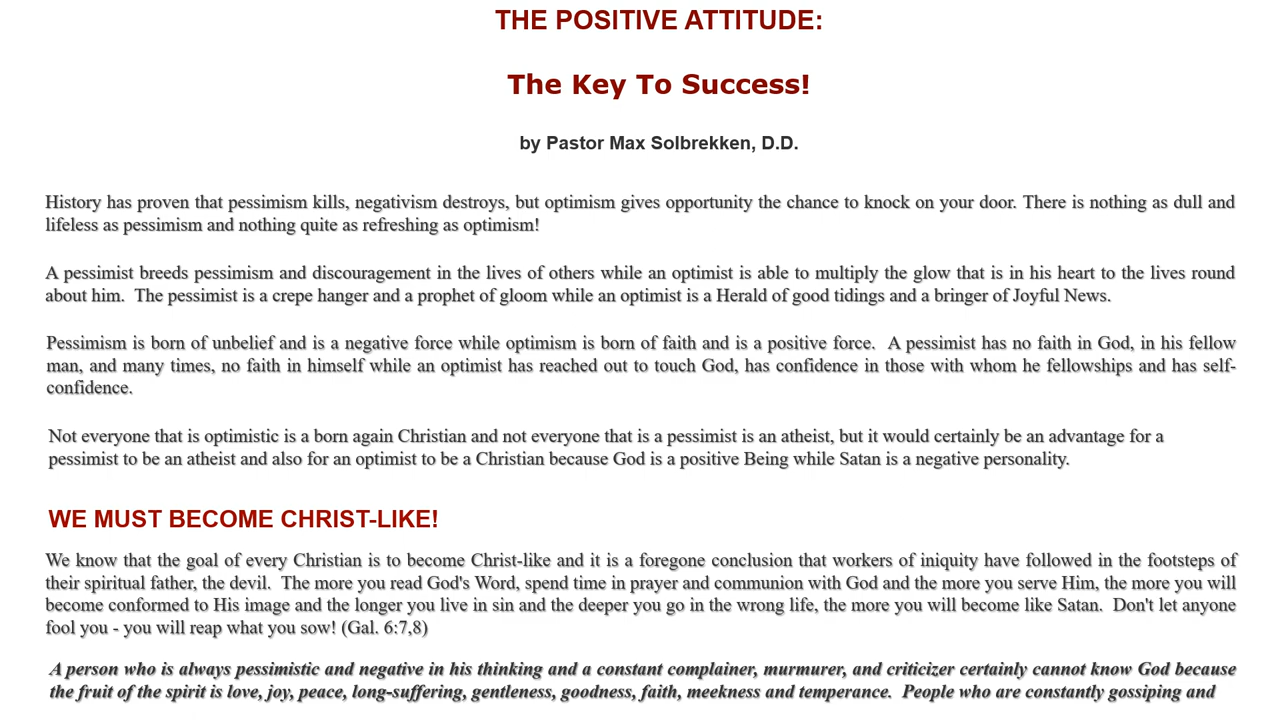 THE POSITIVE ATTITUDE:
The Key To Success!
by Pastor Max Solbrekken, D.D.
History has proven that pessimism kills, negativism destroys, but optimism gives opportunity the chance to knock on your door. There is nothing as dull and
lifeless as pessimism and nothing quite as refreshing as optimism!
A pessimist breeds pessimism and discouragement in the lives of others while an optimist is able to multiply the glow that is in his heart to the lives round
about him.  The pessimist is a crepe hanger and a prophet of gloom while an optimist is a Herald of good tidings and a bringer of Joyful News.
Pessimism is born of unbelief and is a negative force while optimism is born of faith and is a positive force.  A pessimist has no faith in God, in his fellow
man, and many times, no faith in himself while an optimist has reached out to touch God, has confidence in those with whom he fellowships and has self-
confidence.
Not everyone that is optimistic is a born again Christian and not everyone that is a pessimist is an atheist, but it would certainly be an advantage for a
pessimist to be an atheist and also for an optimist to be a Christian because God is a positive Being while Satan is a negative personality.
WE MUST BECOME CHRIST-LIKE!
We know that the goal of every Christian is to become Christ-like and it is a foregone conclusion that workers of iniquity have followed in the footsteps of
their spiritual father, the devil.  The more you read God's Word, spend time in prayer and communion with God and the more you serve Him, the more you will
become conformed to His image and the longer you live in sin and the deeper you go in the wrong life, the more you will become like Satan.  Don't let anyone
fool you - you will reap what you sow! (Gal. 6:7,8)
A person who is always pessimistic and negative in his thinking and a constant complainer, murmurer, and criticizer certainly cannot know God because
the fruit of the spirit is love, joy, peace, long-suffering, gentleness, goodness, faith, meekness and temperance.  People who are constantly gossiping and